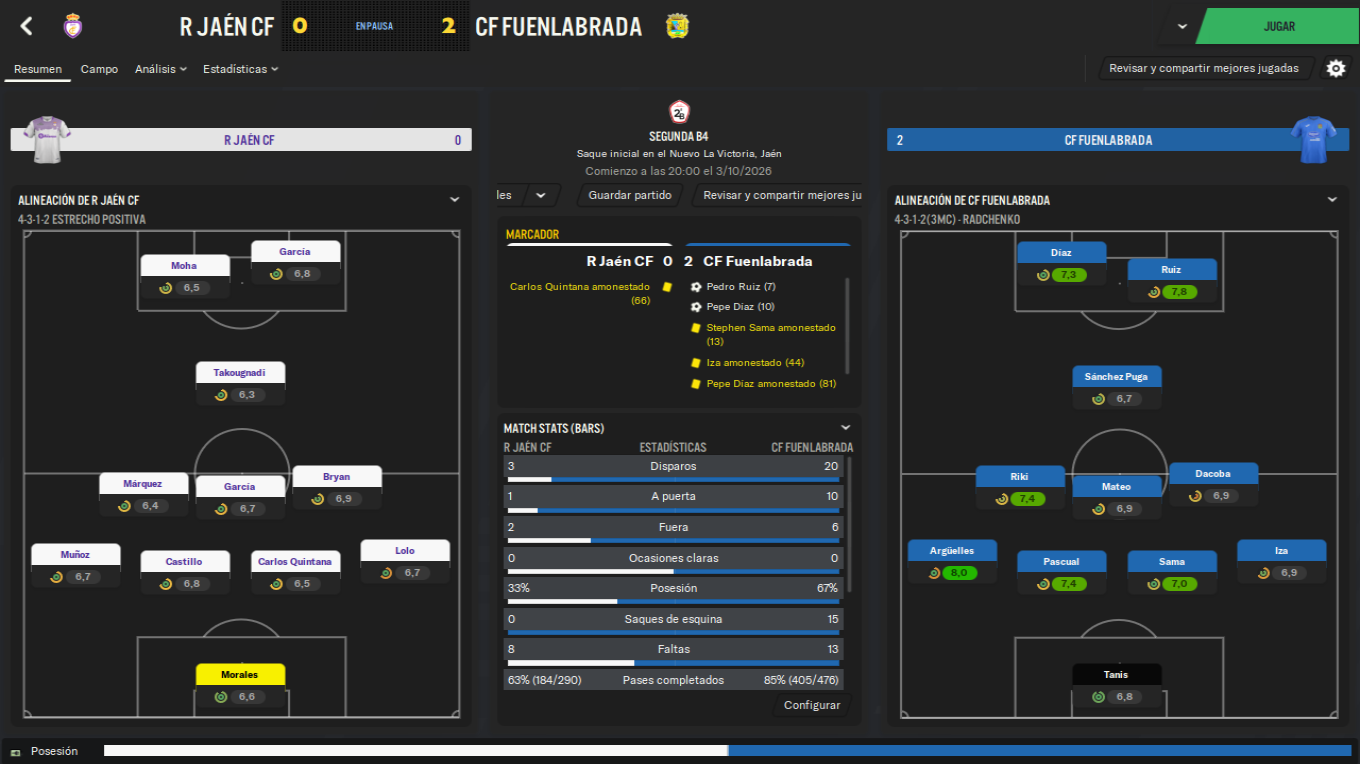 R JAÉN CF
0
EN PAUSA
2
CF FUENLABRADA
JUGAR
Resumen
Campo
Análisis
Estadísticas
Revisar y compartir mejores jugadas
R JAÉN CF
0
ALINEACIÓN DE R JAÉN CF
4-3-1-2 ESTRECHO POSITIVA
García
6,8
Moha
6,5
Takougnadi
6,3
Bryan
6,9
Márquez
6,4
García
6,7
Lolo
6,7
Muñoz
6,7
Castillo
6,8
Carlos Quintana
6,5
Morales
6,6
2B
SEGUNDA B4
Saque inicial en el Nuevo La Victoria, Jaén
Comienzo a las 20:00 el 3/10/2026
les
Guardar partido
Revisar y compartir mejores ju
MARCADOR
R Jaén CF 0 2 CF Fuenlabrada
Carlos Quintana amonestado
(66)
Pedro Ruiz (7)
Pepe Díaz (10)
Stephen Sama amonestado
(13)
Iza amonestado (44)
Pepe Díaz amonestado (81)
MATCH STATS (BARS)
R JAÉN CF ESTADÍSTICAS CF FUENLABRADA
3 Disparos 20
1 A puerta 10
2 Fuera 6
0 Ocasiones claras 0
33% Posesión 67%
0 Saques de esquina 15
8 Faltas 13
63% (184/290) Pases completados 85% (405/476)
Configurar
2
CF FUENLABRADA
ALINEACIÓN DE CF FUENLABRADA
4-3-1-2(3MC) - RADCHENKO
Díaz
7,3
Ruiz
7,8
Sánchez Puga
6,7
Dacoba
6,9
Riki
7,4
Mateo
6,9
Argüelles
8,0
Iza
6,9
Pascual
7,4
Sama
7,0
Tanis
6,8
Posesión